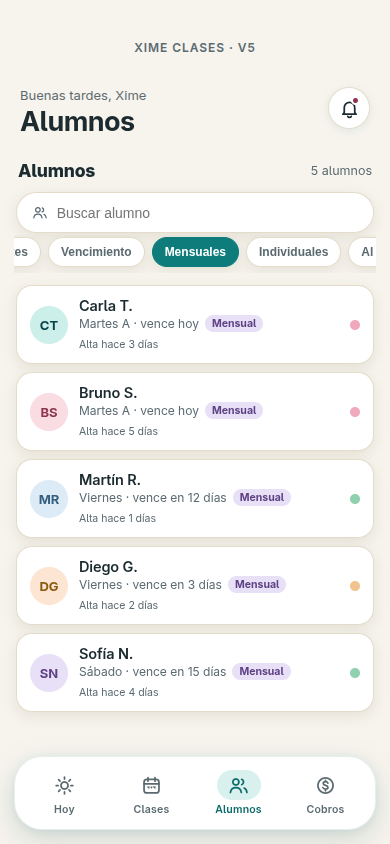 XIME CLASES · V5
Buenas tardes, Xime
Alumnos
Alumnos
5 alumnos
Buscar alumno
es
Vencimiento
Mensuales
Individuales
Al
CT
Carla T.
Martes A · vence hoy Mensual
Alta hace 3 días
BS
Bruno S.
Martes A · vence hoy Mensual
Alta hace 5 días
MR
Martín R.
Viernes · vence en 12 días Mensual
Alta hace 1 días
DG
Diego G.
Viernes · vence en 3 días Mensual
Alta hace 2 días
SN
Sofía N.
Sábado · vence en 15 días Mensual
Alta hace 4 días
Hoy
Clases
Alumnos
Cobros